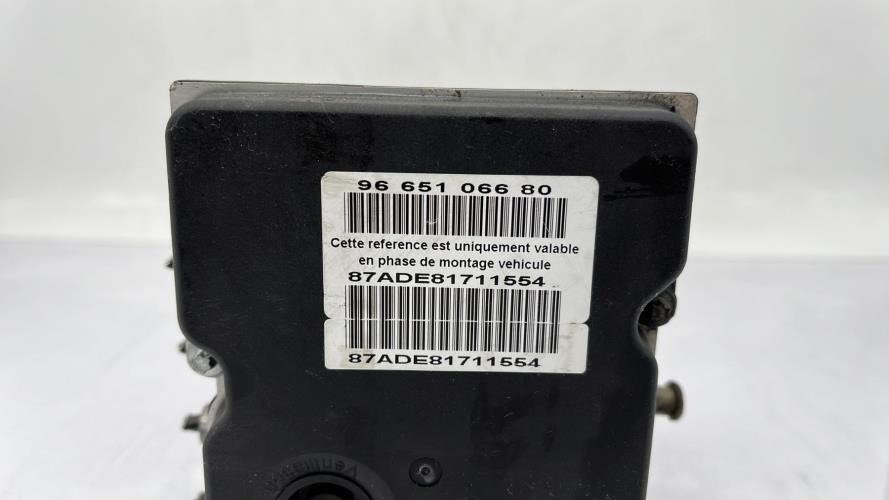 96 651 066 80
Cette reference est uniquement valable
en phase de montage vehicule
87ADE81711554
87ADE81711554